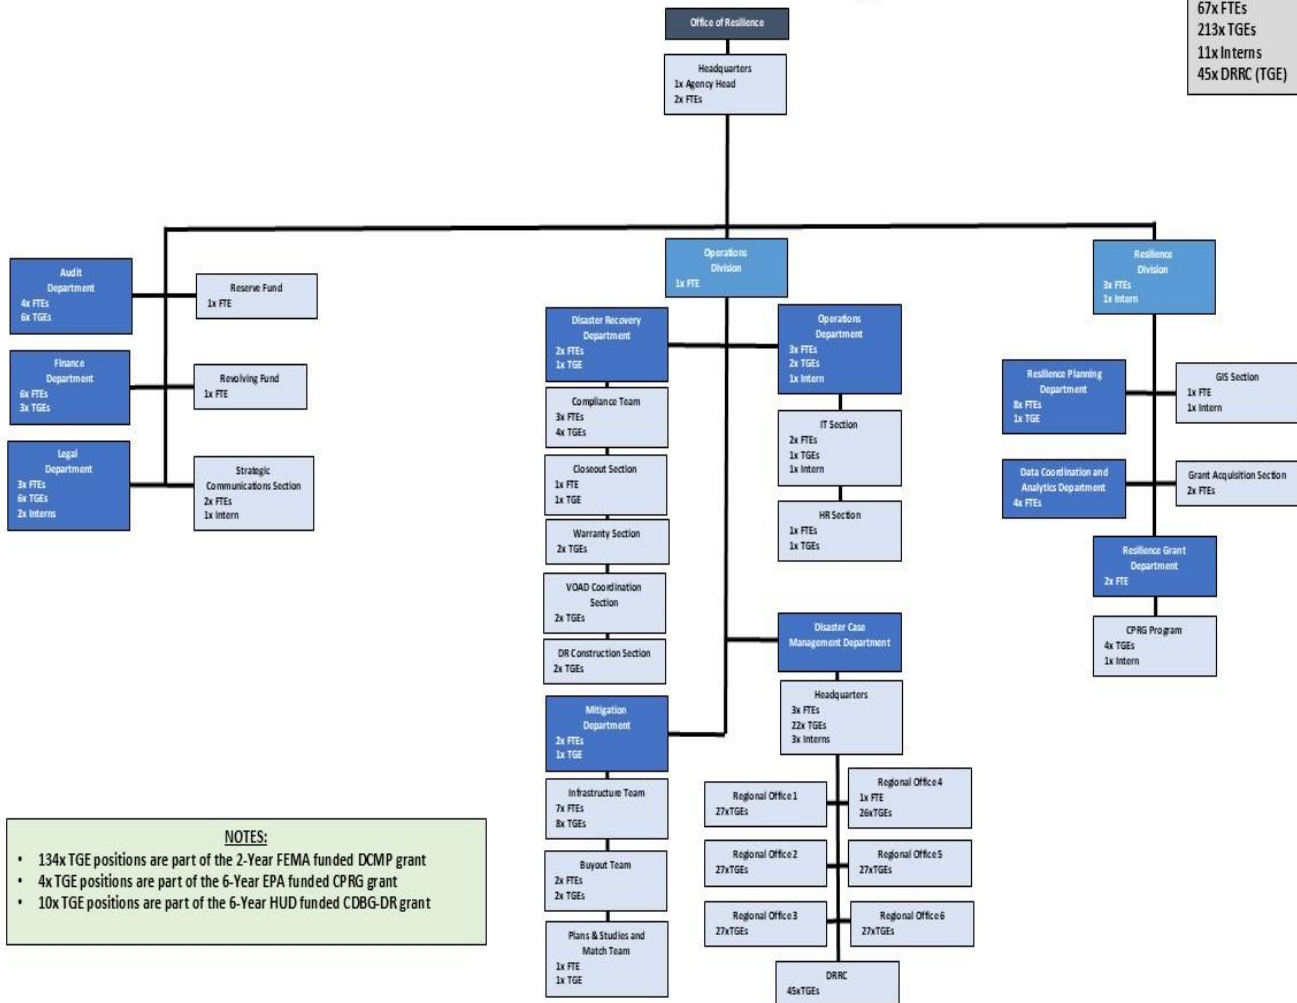 67x FTEs
213x TGEs
11x Interns
45x DRRC (TGE)
Office of Resilience
Headquarters
1x Agency Head
2x FTEs
Audit
Department
4x FTEs
6x TGEs
Reserve Fund
1x FTE
Finance
Department
6x FTEs
3x TGEs
Revolving Fund
1x FTE
Legal
Department
3x FTEs
6x TGEs
2x Interns
Strategic
Communications Section
2x FTEs
1x Intern
Operations
Division
1x FTE
Disaster Recovery
Department
2x FTEs
1x TGE
Compliance Team
3x FTEs
4x TGEs
Closeout Section
1x FTE
1x TGE
Warranty Section
2x TGEs
VOAD Coordination
Section
2x TGEs
DR Construction Section
2x TGEs
Operations
Department
3x FTEs
2x TGEs
1x Intern
IT Section
2x FTEs
1x TGEs
1x Intern
HR Section
1x FTEs
1x TGEs
Mitigation
Department
2x FTEs
1x TGE
Infrastructure Team
7x FTEs
8x TGEs
Buyout Team
2x FTEs
2x TGEs
Plans & Studies and
Match Team
1x FTE
1x TGE
Disaster Case
Management Department
Headquarters
3x FTEs
22x TGEs
3x Interns
Regional Office 1
27xTGEs
Regional Office 4
1x FTE
26xTGEs
Regional Office 2
27xTGEs
Regional Office 5
27xTGEs
Regional Office 3
27xTGEs
Regional Office 6
27xTGEs
DRRC
45xTGEs
Resilience
Division
3x FTEs
1x Intern
Resilience Planning
Department
8x FTEs
1x TGE
GIS Section
1x FTE
1x Intern
Data Coordination and
Analytics Department
4x FTEs
Grant Acquisition Section
2x FTEs
Resilience Grant
Department
2x FTE
CPRG Program
4x TGEs
1x Intern
NOTES:
• 134x TGE positions are part of the 2-Year FEMA funded DCMP grant
• 4x TGE positions are part of the 6-Year EPA funded CPRG grant
• 10x TGE positions are part of the 6-Year HUD funded CDBG-DR grant